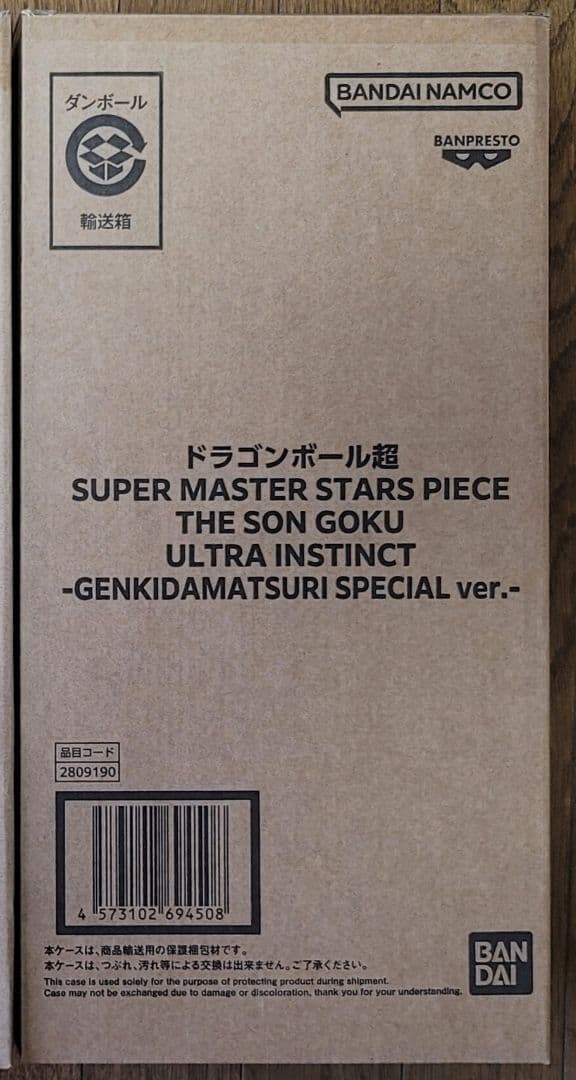 ダンボール
輸送箱
BANDAI NAMCO
BANPRESTO
ドラゴンボール超
SUPER MASTER STARS PIECE
THE SON GOKU
ULTRA INSTINCT
-GENKIDAMATSURI SPECIAL ver.-
品目コード
2809190
4 573102 694508
本ケースは、商品輸送用の保護梱包材です。
本ケースは、つぶれ、汚れ等による交換は出来ません。ご了承ください。
This case is used solely for the purpose of protecting product during shipment.
Case may not be exchanged due to damage or discoloration, thank you for your understanding.
BAN
DAI